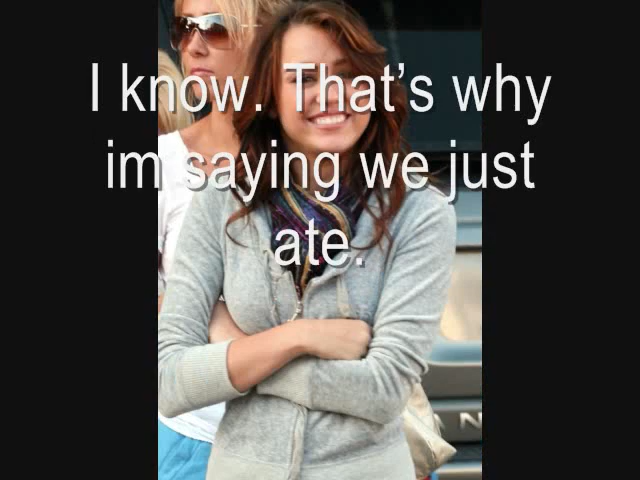 I know. That’s why
im saying we just
ate.